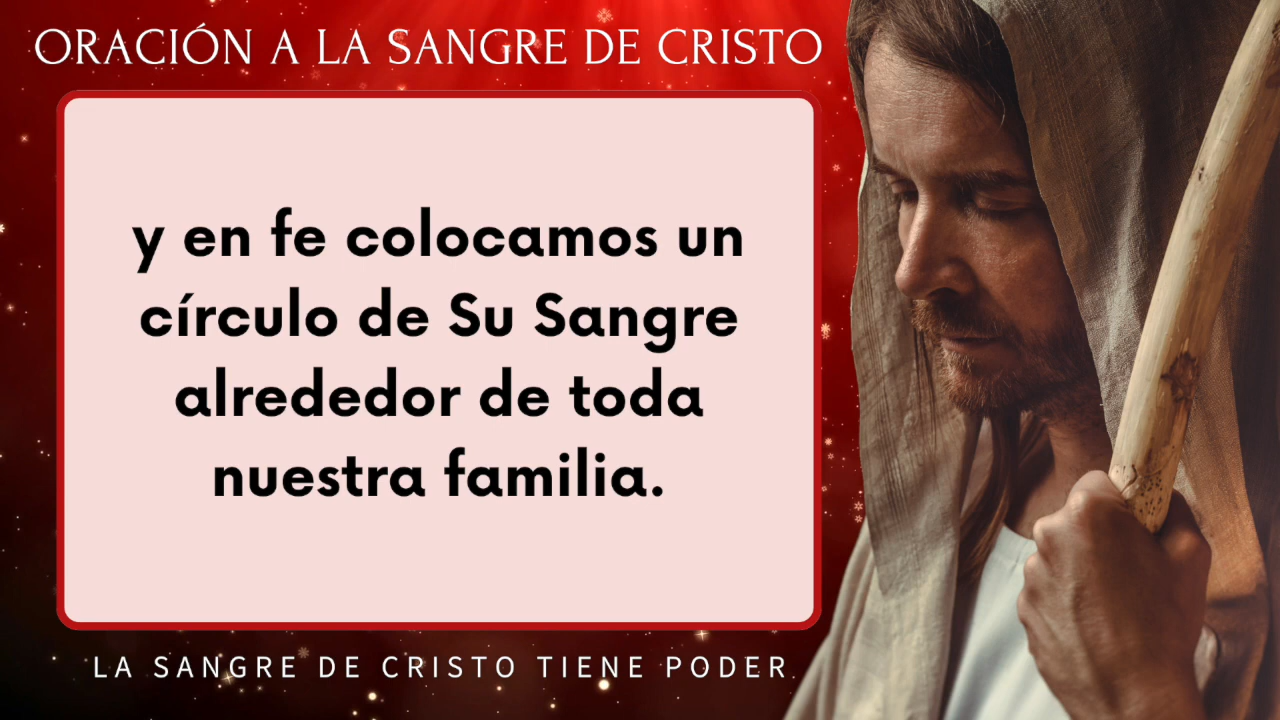 ORACIÓN A LA SANGRE DE CRISTO
y en fe colocamos un
círculo de Su Sangre
alrededor de toda
nuestra familia.
LA SANGRE DE CRISTO TIENE PODER